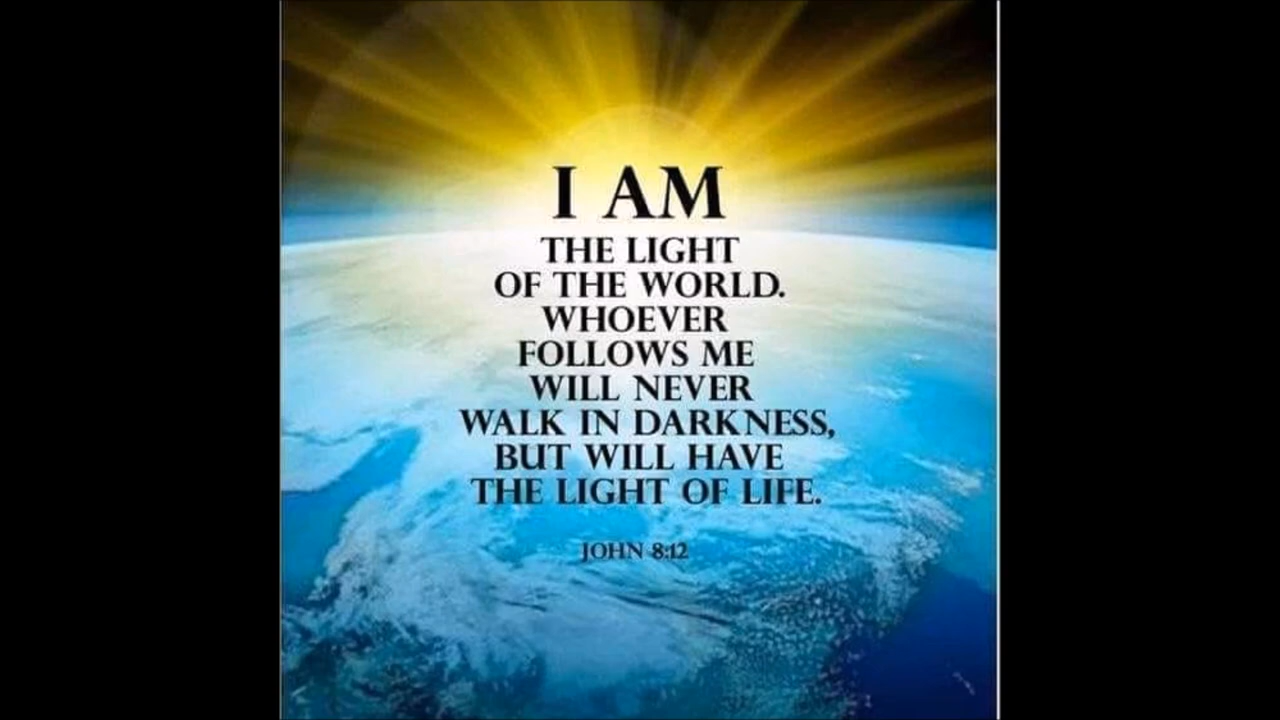 I AM
THE LIGHT
OF THE WORLD.
WHOEVER
FOLLOWS ME
WILL NEVER
WALK IN DARKNESS,
BUT WILL HAVE
THE LIGHT OF LIFE.
JOHN 8:12